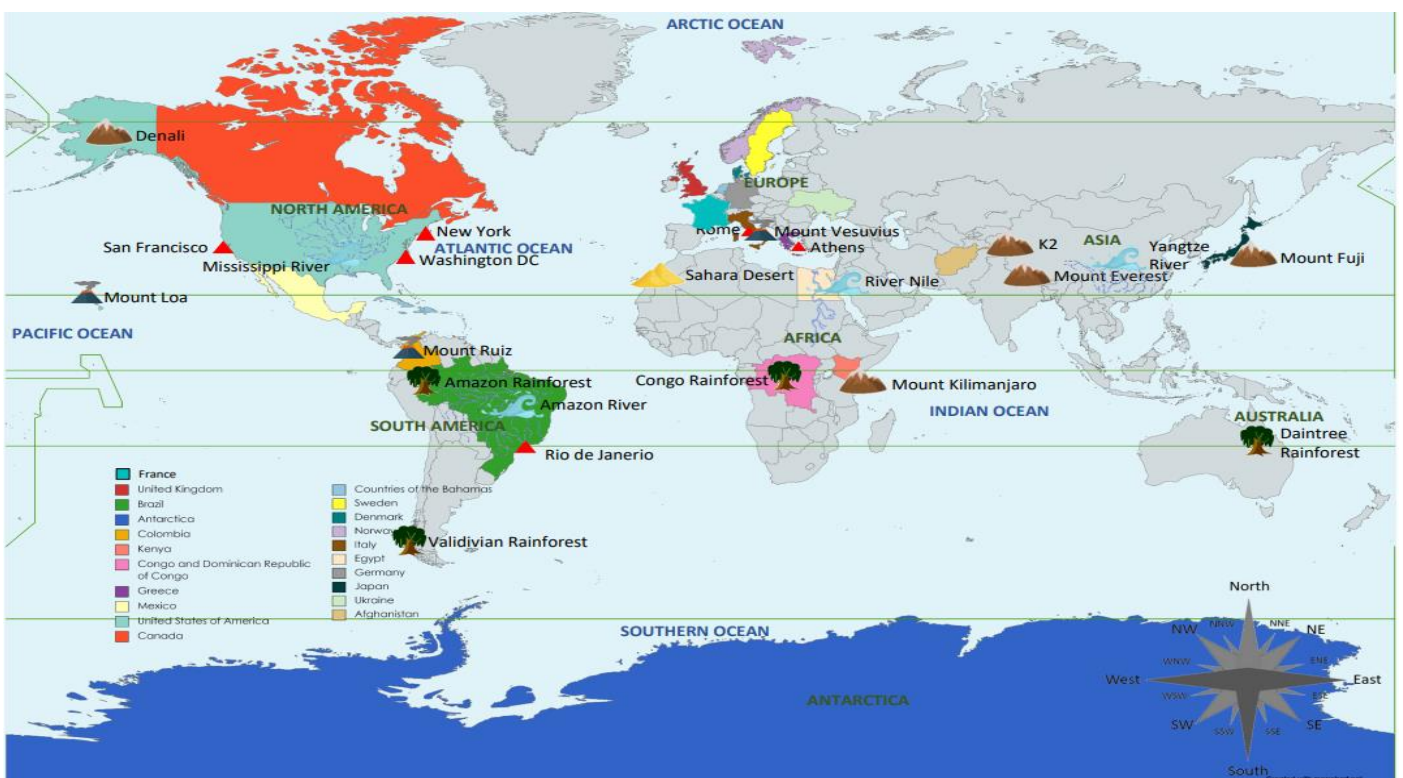 ARCTIC OCEAN
Denali
EUROPE
NORTH AMERICA
New York
San Francisco
ATLANTIC OCEAN
Washington DC
Mississippi River
Rome
Mount Vesuvius
Athens
K2
ASIA
Yangtze
River
Mount Fuji
Sahara Desert
River Nile
Mount Everest
Mount Loa
PACIFIC OCEAN
AFRICA
Mount Ruiz
Amazon Rainforest
Congo Rainforest
Mount Kilimanjaro
Amazon River
INDIAN OCEAN
SOUTH AMERICA
AUSTRALIA
Daintree
Rainforest
Rio de Janerio
Validivian Rainforest
France
United Kingdom
Brazil
Antarctica
Colombia
Kenya
Congo and Dominican Republic
of Congo
Greece
Mexico
United States of America
Canada
Countries of the Bahamas
Sweden
Denmark
Norway
Italy
Egypt
Germany
Japan
Ukraine
Afghanistan
SOUTHERN OCEAN
ANTARCTICA
North
NNW
NNE
NW
NE
WNW
ENE
West
East
WSW
ESE
SW
SE
SSW
SSE
South